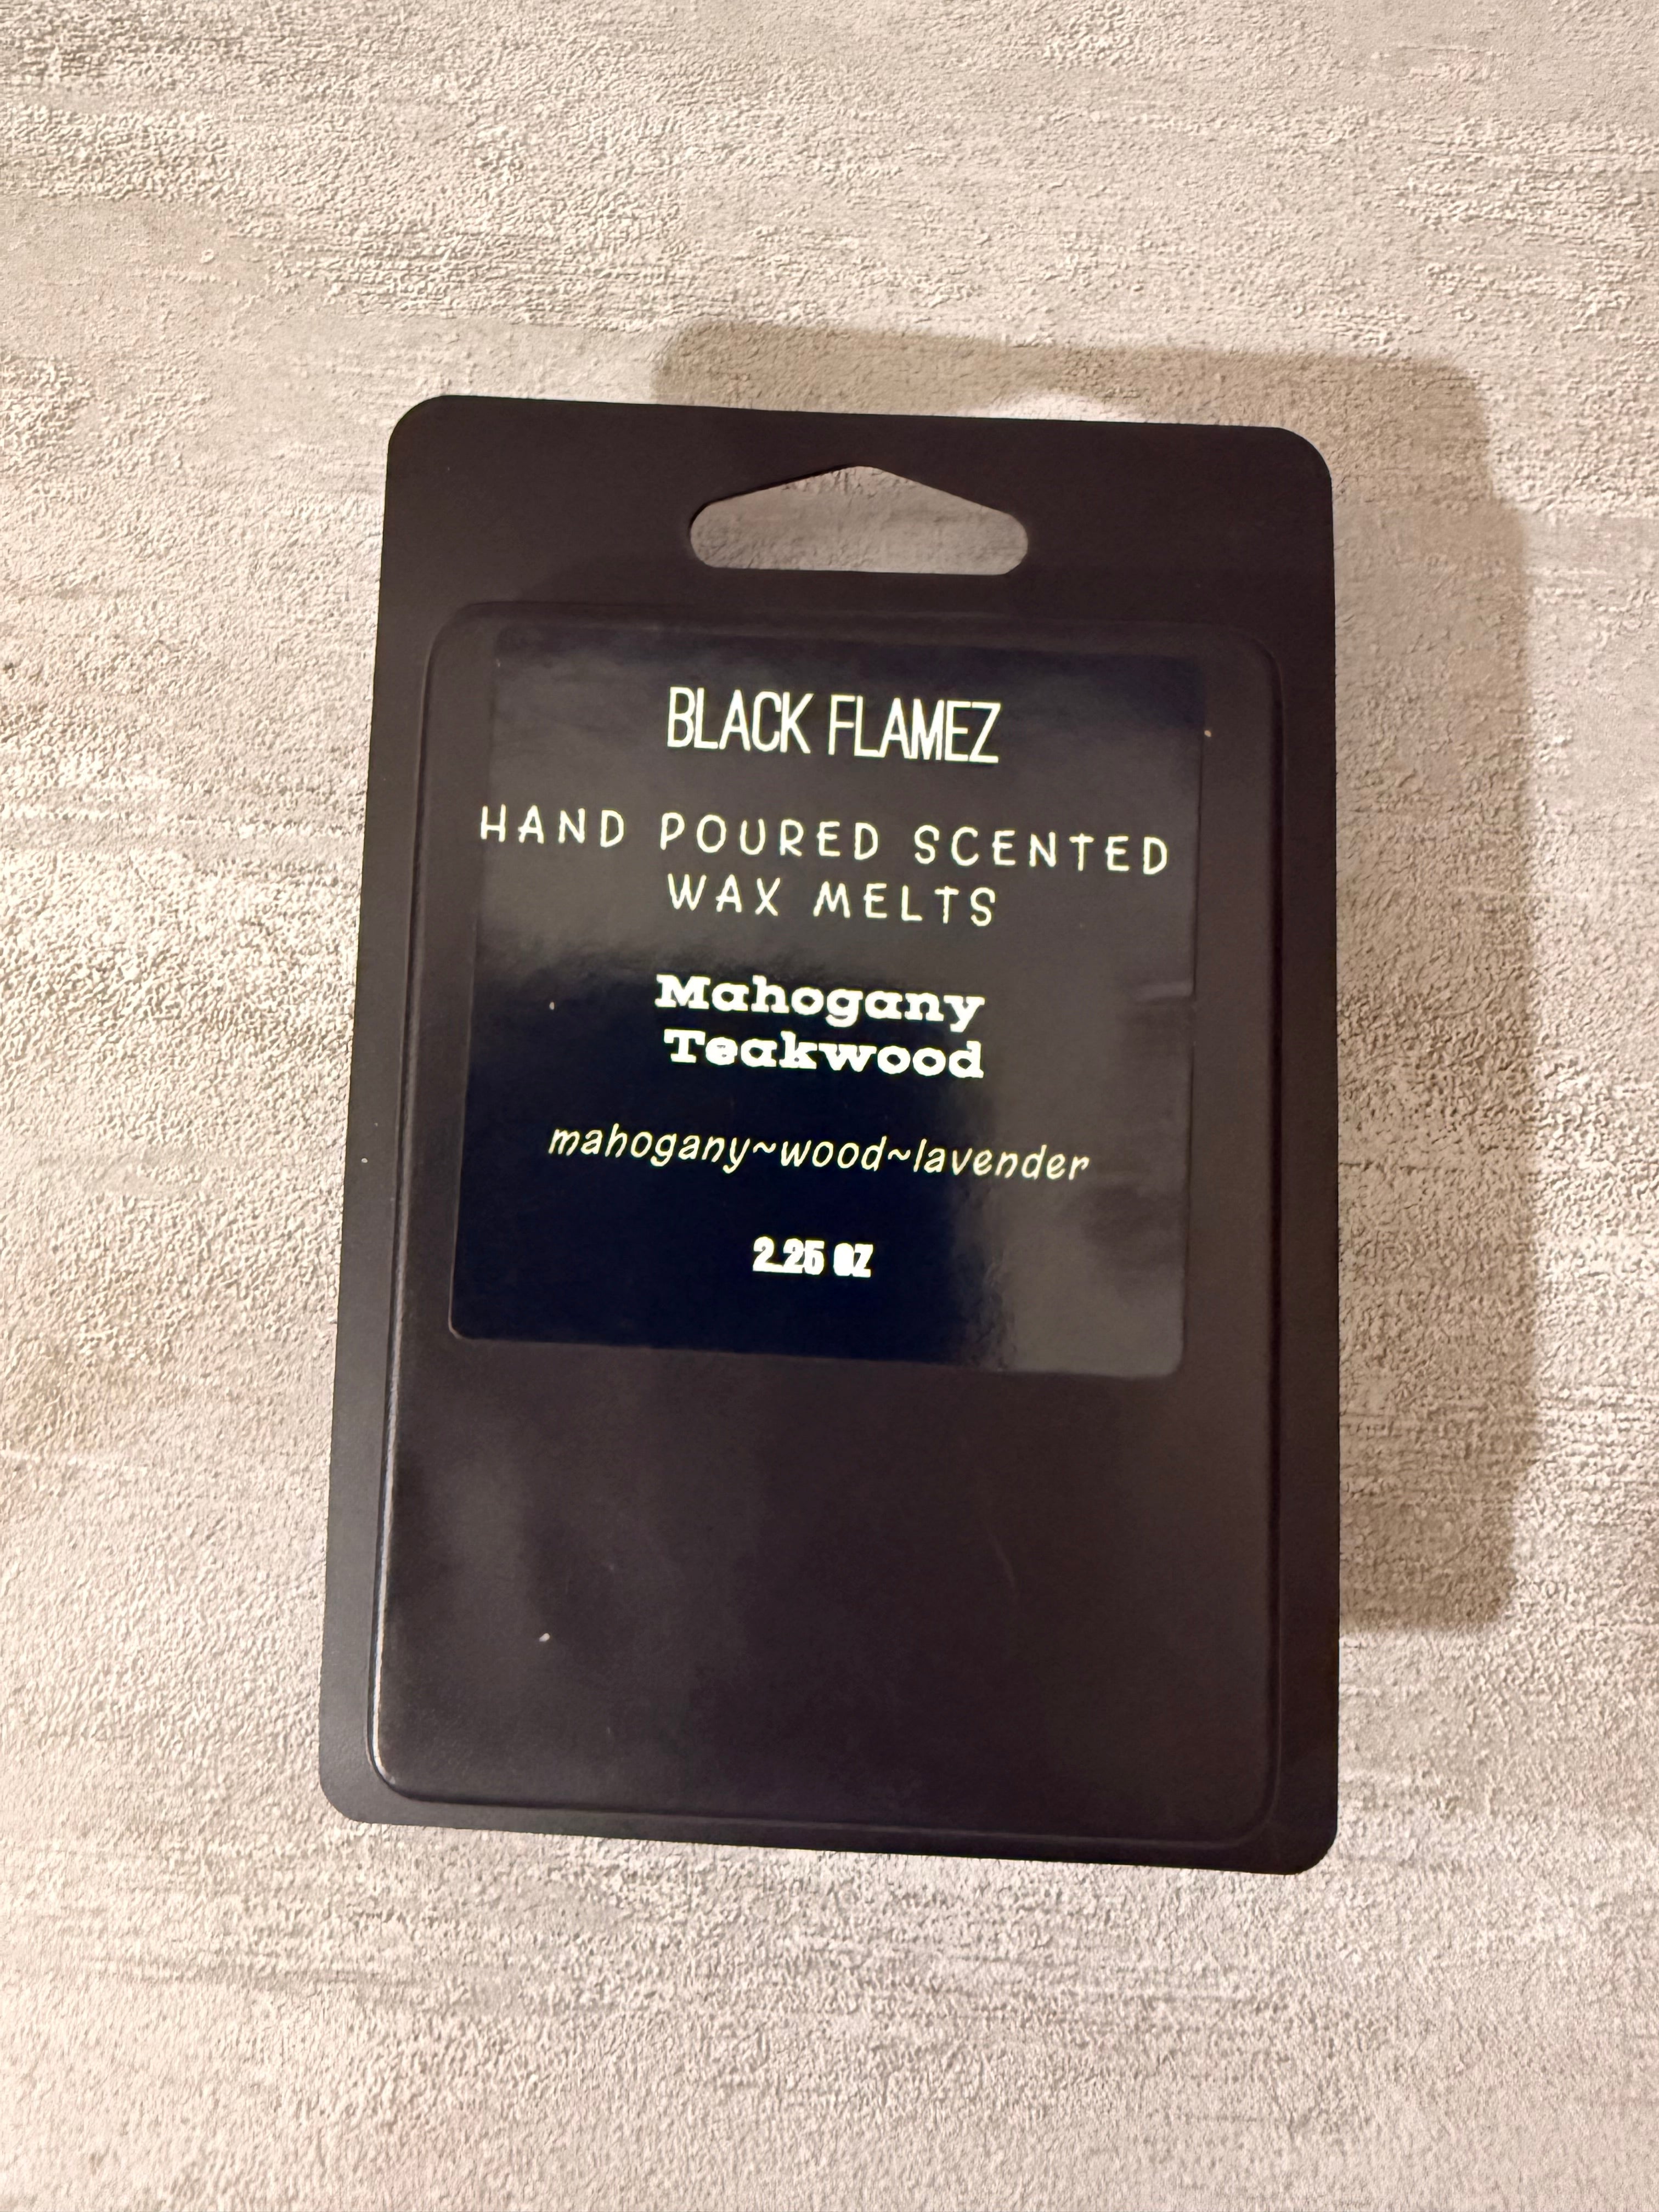 BLACK FLAMEZ
HAND POURED SCENTED
WAX MELTS
Mahogany
Teakwood
mahogany~wood~lavender
2.25 OZ